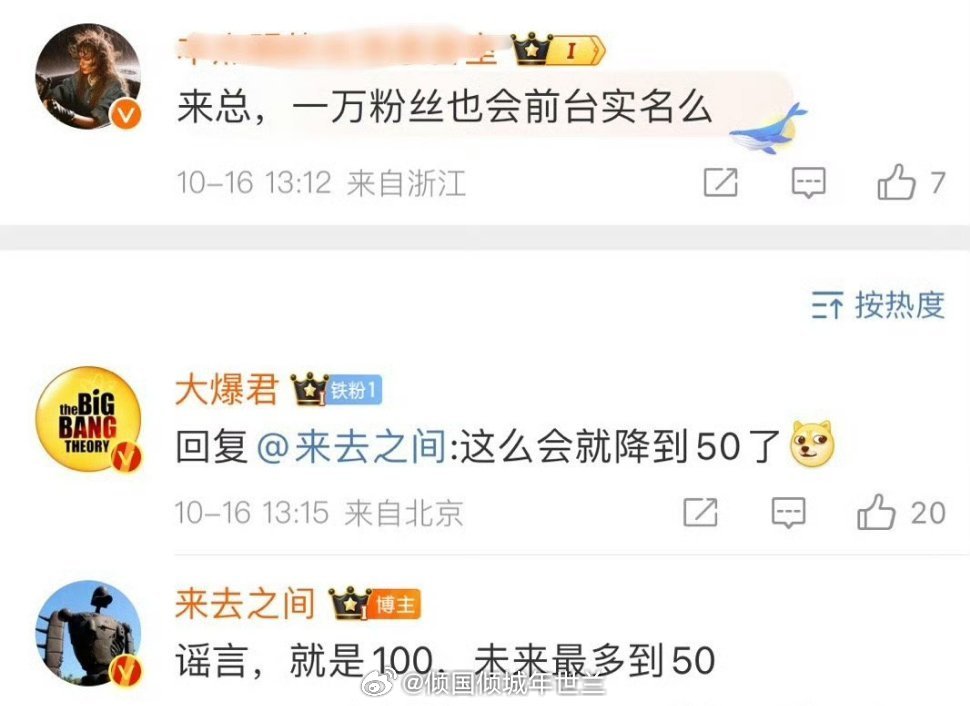 I
来总，一万粉丝也会前台实名么
10-16 13:12 来自浙江
7
按热度
the BIG
BANG
THEORY
大爆君 铁粉1
回复@来去之间:这么会就降到50了
10-16 13:15 来自北京
20
来去之间 博主
谣言，就是100，未来最多到50
@倾国倾城年世兰